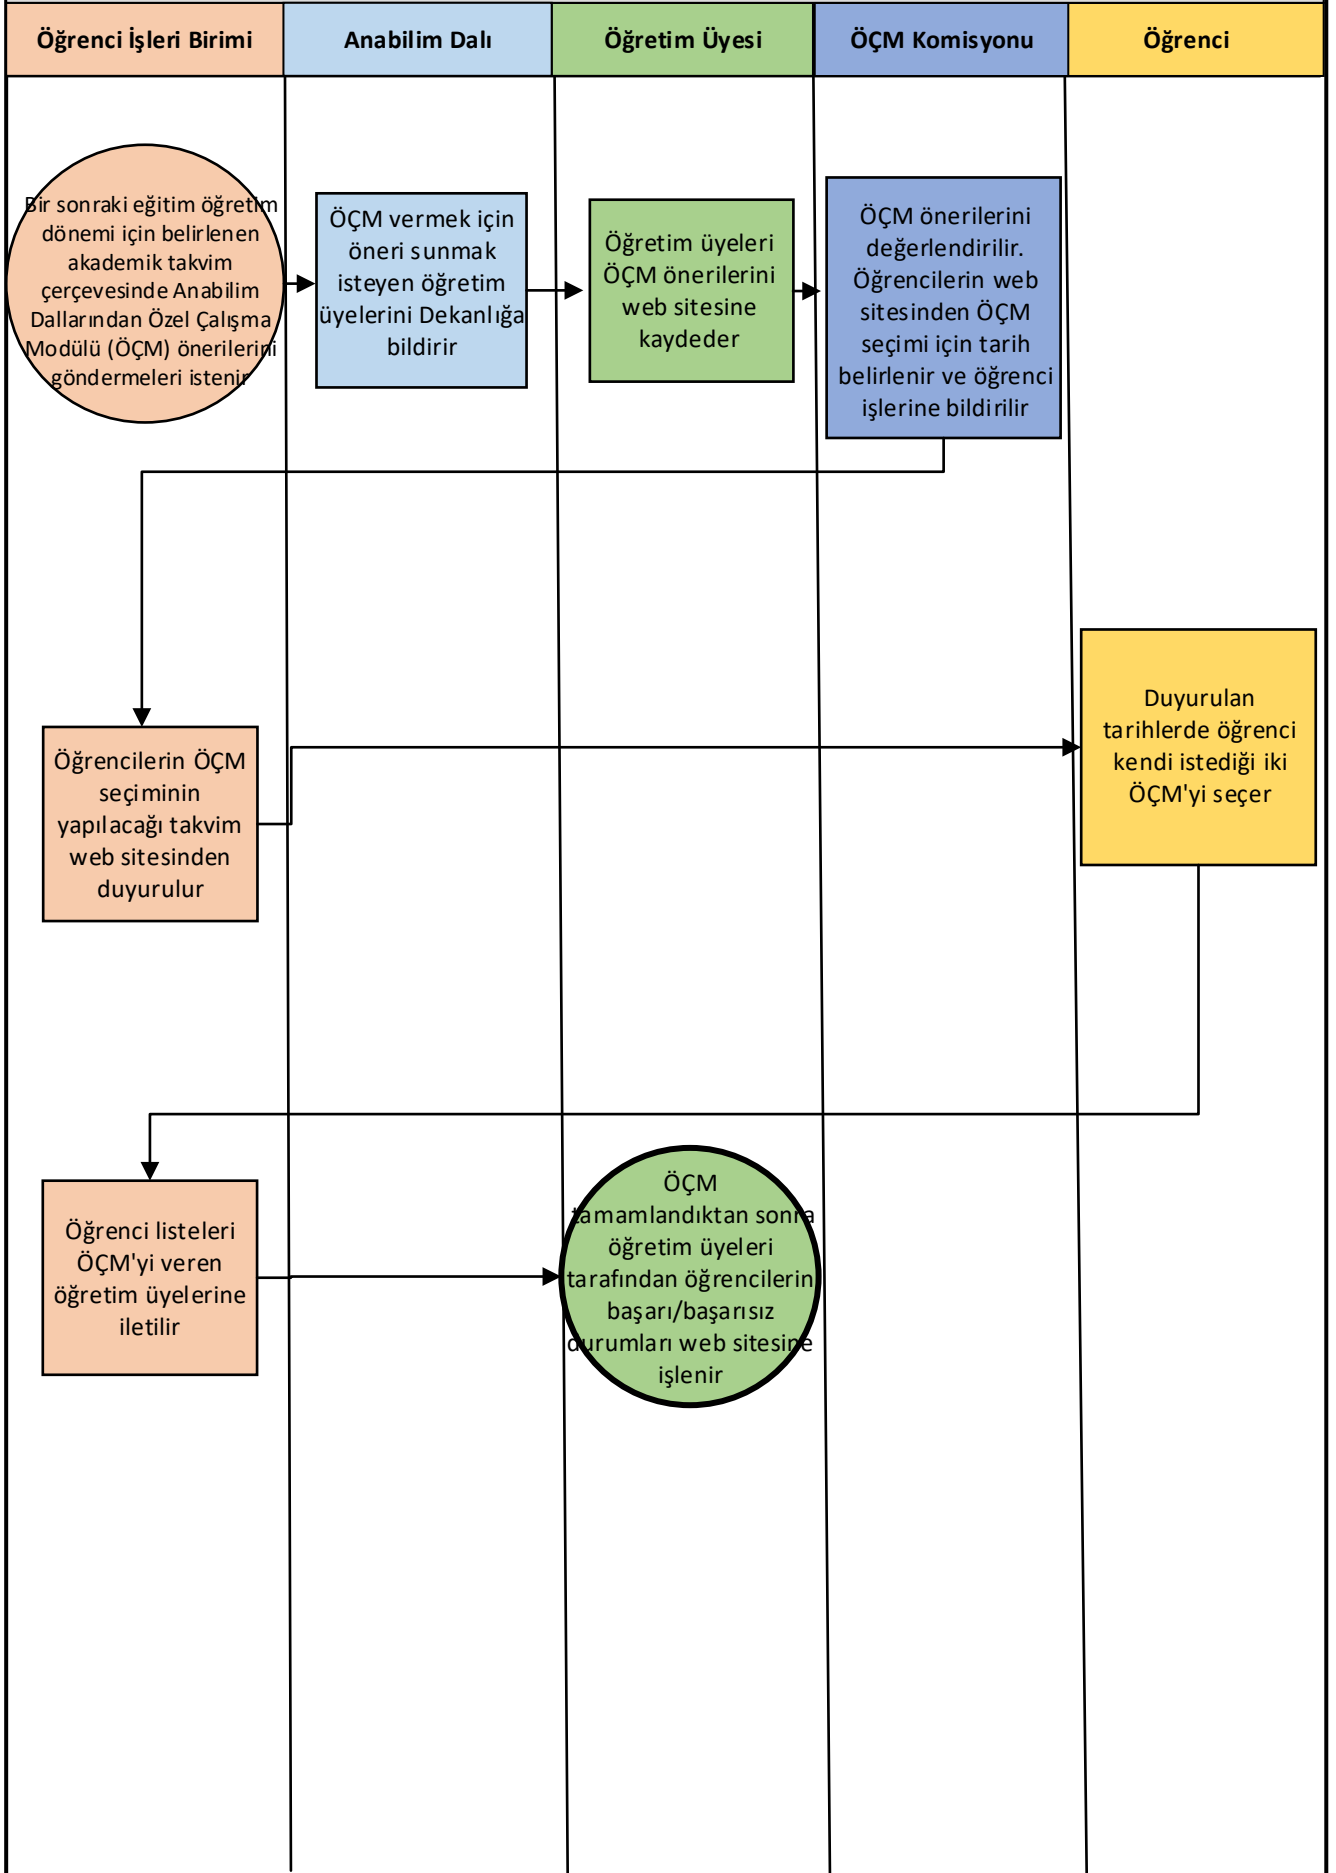 Öğrenci İşleri Birimi
Anabilim Dalı
Öğretim Üyesi
ÖÇM Komisyonu
Öğrenci
Bir sonraki eğitim öğretim
dönemi için belirlenen
akademik takvim
çerçevesinde Anabilim
Dallarından Özel Çalışma
Modülü (ÖÇM) önerilerini
göndermeleri istenir
ÖÇM vermek için
öneri sunmak
isteyen öğretim
üyelerini Dekanlığa
bildirir
Öğretim üyeleri
ÖÇM önerilerini
web sitesine
kaydeder
ÖÇM önerilerini
değerlendirilir.
Öğrencilerin web
sitesinden ÖÇM
seçimi için tarih
belirlenir ve öğrenci
işlerine bildirilir
Öğrencilerin ÖÇM
seçiminin
yapılacağı takvim
web sitesinden
duyurulur
Duyurulan
tarihlerde öğrenci
kendi istediği iki
ÖÇM'yi seçer
Öğrenci listeleri
ÖÇM'yi veren
öğretim üyelerine
iletilir
ÖÇM
tamamlandıktan sonra
öğretim üyeleri
tarafından öğrencilerin
başarı/başarısız
durumları web sitesine
işlenir